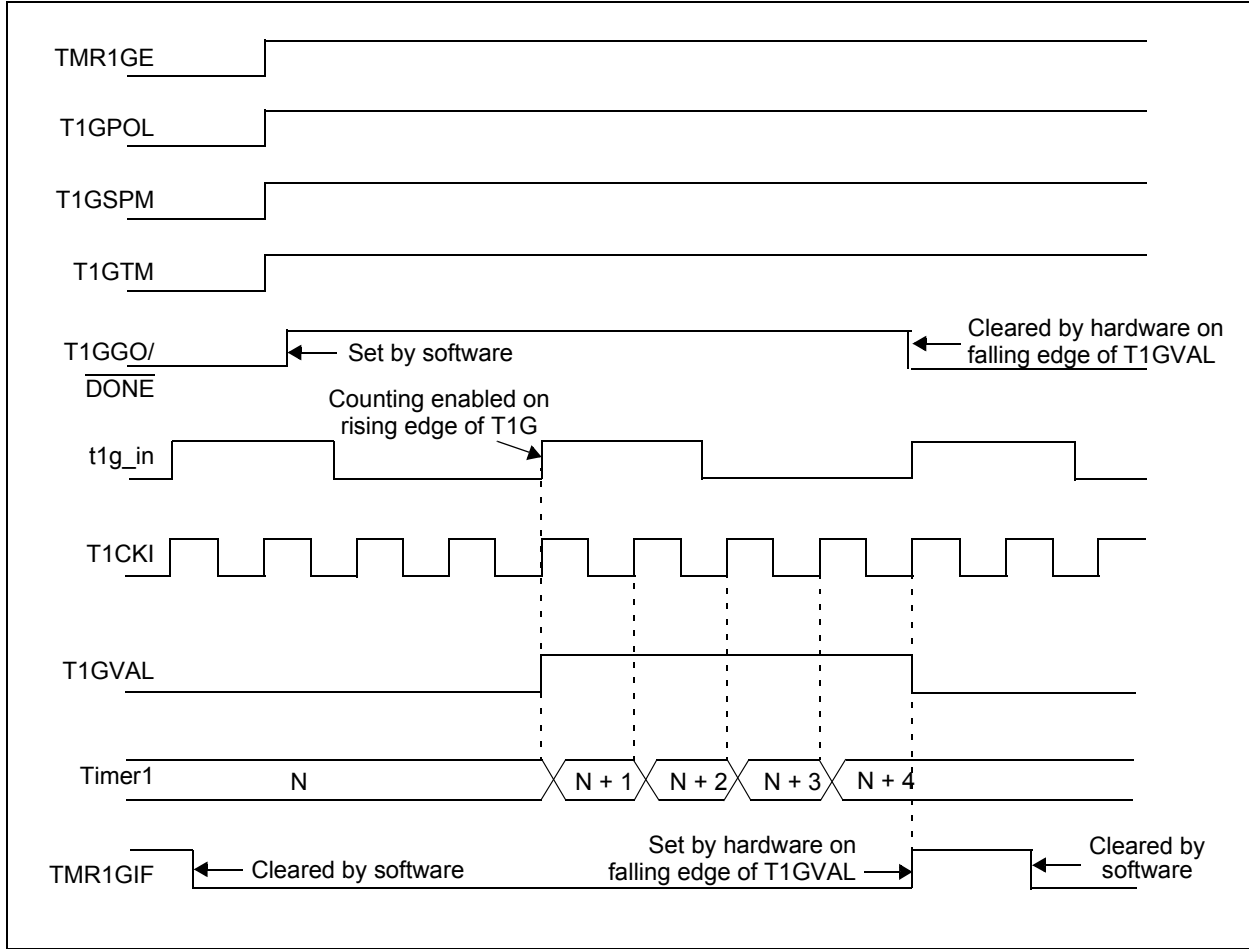 TMR1GE
T1GPOL
T1GSPM
T1GTM
T1GGO/
DONE
Set by software
Cleared by hardware on
falling edge of T1GVAL
Counting enabled on
rising edge of T1G
t1g_in
T1CKI
T1GVAL
Timer1
N
N + 1
N + 2
N + 3
N + 4
TMR1GIF
Cleared by software
Set by hardware on
falling edge of T1GVAL
Cleared by
software